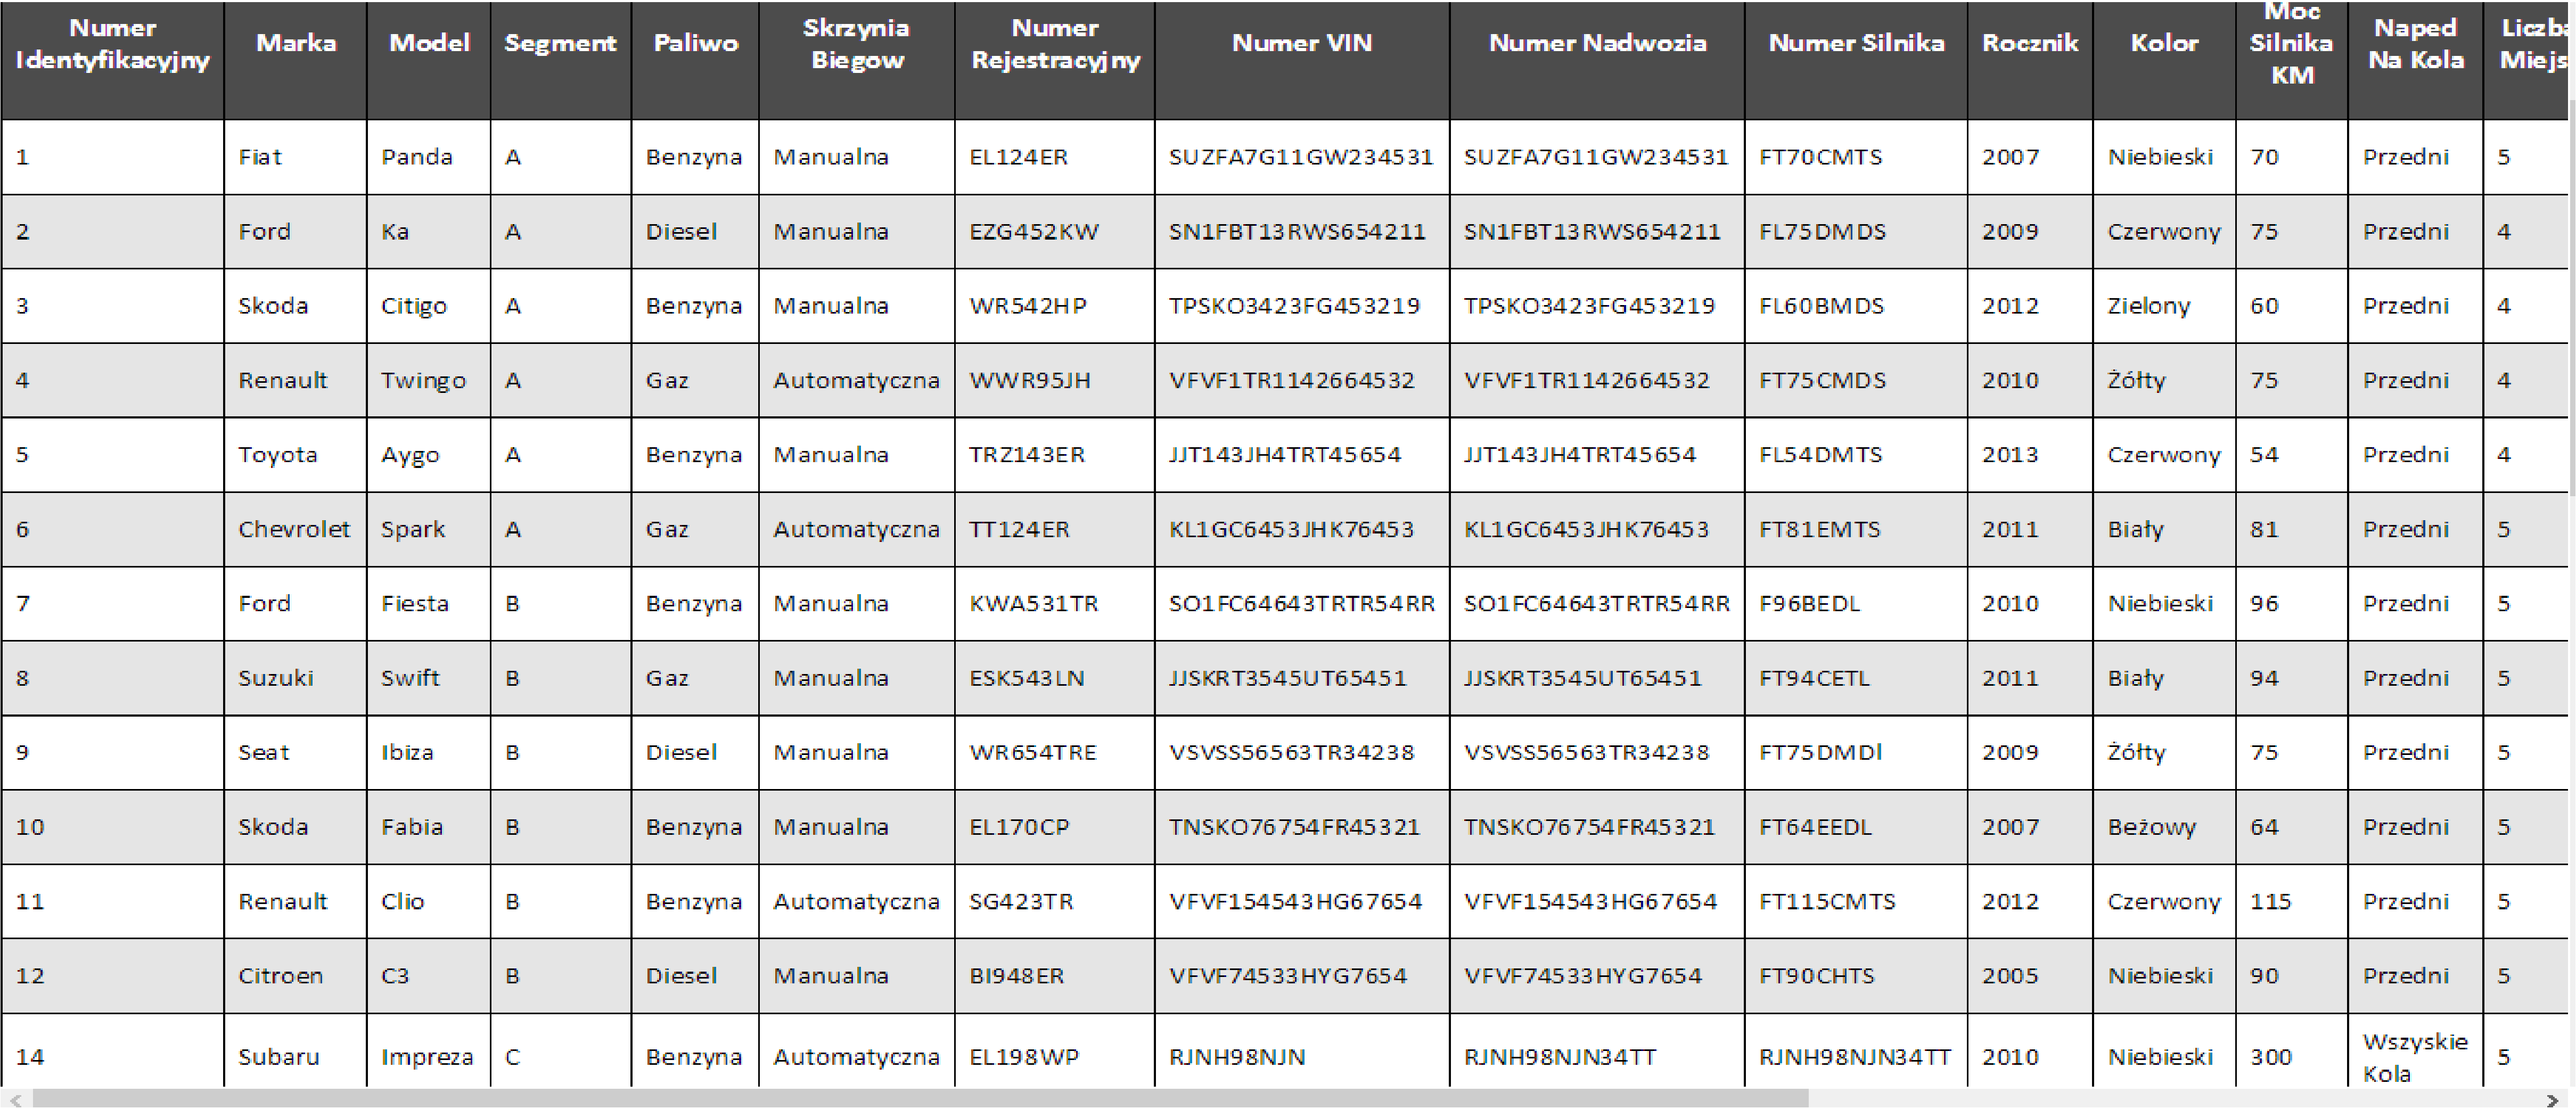 Numer Identyfikacyjny Marka Model Segment Paliwo Skrzynia Biegow Numer Rejestracyjny Numer VIN Numer Nadwozia Numer Silnika Rocznik Kolor Moc Silnika KM Naped Na Kola Liczba Miejs
1 Fiat Panda A Benzyna Manualna EL124ER SUZFA7G11GW234531 SUZFA7G11GW234531 FT70CMTS 2007 Niebieski 70 Przedni 5
2 Ford Ka A Diesel Manualna EZG452KW SN1FBT13RWS654211 SN1FBT13RWS654211 FL75DMDS 2009 Czerwony 75 Przedni 4
3 Skoda Citigo A Benzyna Manualna WR542HP TPSKO3423FG453219 TPSKO3423FG453219 FL60BMDS 2012 Zielony 60 Przedni 4
4 Renault Twingo A Gaz Automatyczna WWR95JH VFVF1TR1142664532 VFVF1TR1142664532 FT75CMDS 2010 Żółty 75 Przedni 4
5 Toyota Aygo A Benzyna Manualna TRZ143ER JJT143JH4TRT45654 JJT143JH4TRT45654 FL54DMTS 2013 Czerwony 54 Przedni 4
6 Chevrolet Spark A Gaz Automatyczna TT124ER KL1GC6453JHK76453 KL1GC6453JHK76453 FT81EMTS 2011 Biały 81 Przedni 5
7 Ford Fiesta B Benzyna Manualna KWA531TR SO1FC64643TRTR54RR SO1FC64643TRTR54RR F96BEDL 2010 Niebieski 96 Przedni 5
8 Suzuki Swift B Gaz Manualna ESK543LN JJSKRT3545UT65451 JJSKRT3545UT65451 FT94CETL 2011 Biały 94 Przedni 5
9 Seat Ibiza B Diesel Manualna WR654TRE VSVSS56563TR34238 VSVSS56563TR34238 FT75DMDl 2009 Żółty 75 Przedni 5
10 Skoda Fabia B Benzyna Manualna EL170CP TNSKO76754FR45321 TNSKO76754FR45321 FT64EEDL 2007 Beżowy 64 Przedni 5
11 Renault Clio B Benzyna Automatyczna SG423TR VFVF154543HG67654 VFVF154543HG67654 FT115CMTS 2012 Czerwony 115 Przedni 5
12 Citroen C3 B Diesel Manualna BI948ER VFVF74533HYG7654 VFVF74533HYG7654 FT90CHTS 2005 Niebieski 90 Przedni 5
14 Subaru Impreza C Benzyna Automatyczna EL198WP RJNH98NJN RJNH98NJN34TT RJNH98NJN34TT 2010 Niebieski 300 Wszyskie Kola 5